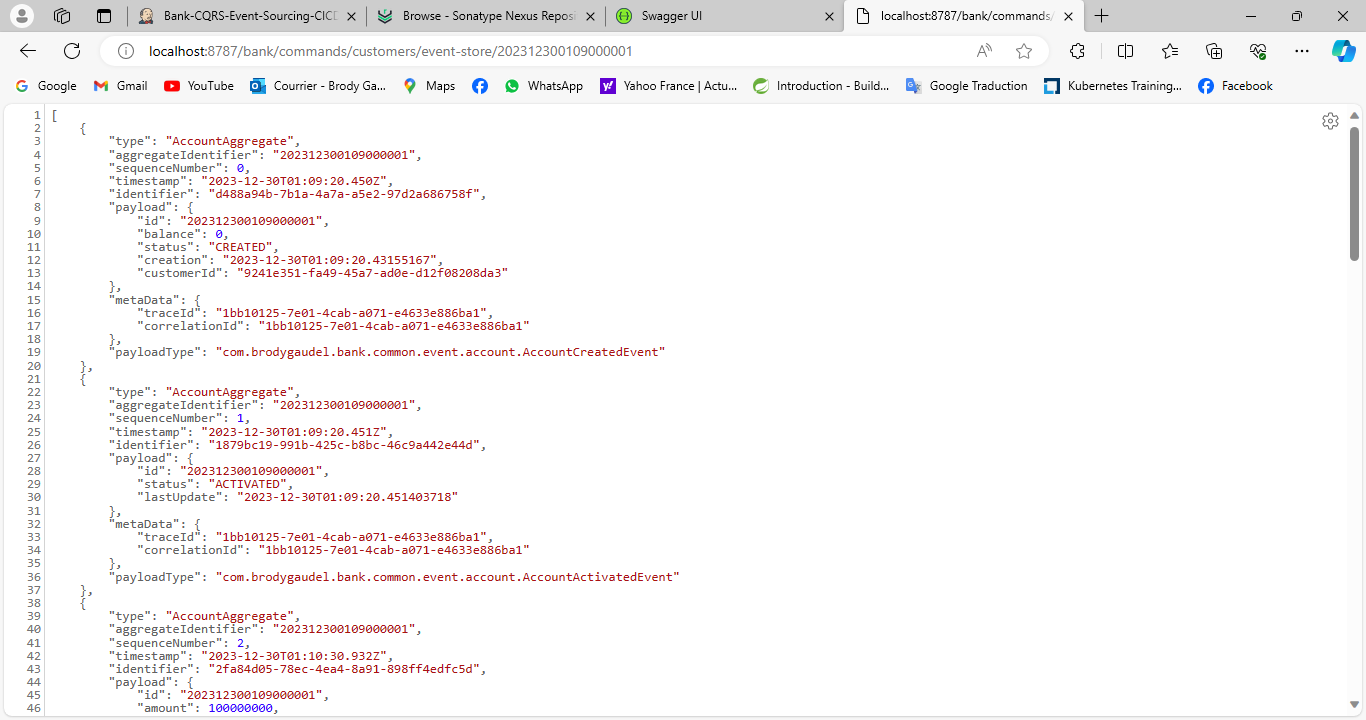 Bank-CQRS-Event-Sourcing-CICD
Browse - Sonatype Nexus Reposi
Swagger UI
localhost:8787/bank/commands/
localhost:8787/bank/commands/customers/event-store/202312300109000001
Google
Gmail
YouTube
Courrier - Brody Ga...
Maps
WhatsApp
Yahoo France | Actu...
Introduction - Build...
Google Traduction
Kubernetes Training...
Facebook
1 [
2 {
3 "type": "AccountAggregate",
4 "aggregateIdentifier": "202312300109000001",
5 "sequenceNumber": 0,
6 "timestamp": "2023-12-30T01:09:20.450Z",
7 "identifier": "d488a94b-7b1a-4a7a-a5e2-97d2a686758f",
8 "payload": {
9 "id": "202312300109000001",
10 "balance": 0,
11 "status": "CREATED",
12 "creation": "2023-12-30T01:09:20.43155167",
13 "customerId": "9241e351-fa49-45a7-ad0e-d12f08208da3"
14 },
15 "metaData": {
16 "traceId": "1bb10125-7e01-4cab-a071-e4633e886ba1",
17 "correlationId": "1bb10125-7e01-4cab-a071-e4633e886ba1"
18 },
19 "payloadType": "com.brodygaudel.bank.common.event.account.AccountCreatedEvent"
20 },
21 {
22 "type": "AccountAggregate",
23 "aggregateIdentifier": "202312300109000001",
24 "sequenceNumber": 1,
25 "timestamp": "2023-12-30T01:09:20.451Z",
26 "identifier": "1879bc19-991b-425c-b8bc-46c9a442e44d",
27 "payload": {
28 "id": "202312300109000001",
29 "status": "ACTIVATED",
30 "lastUpdate": "2023-12-30T01:09:20.451403718"
31 },
32 "metaData": {
33 "traceId": "1bb10125-7e01-4cab-a071-e4633e886ba1",
34 "correlationId": "1bb10125-7e01-4cab-a071-e4633e886ba1"
35 },
36 "payloadType": "com.brodygaudel.bank.common.event.account.AccountActivatedEvent"
37 },
38 {
39 "type": "AccountAggregate",
40 "aggregateIdentifier": "202312300109000001",
41 "sequenceNumber": 2,
42 "timestamp": "2023-12-30T01:10:30.932Z",
43 "identifier": "2fa84d05-78ec-4ea4-8a91-898ff4edfc5d",
44 "payload": {
45 "id": "202312300109000001",
46 "amount": 100000000,